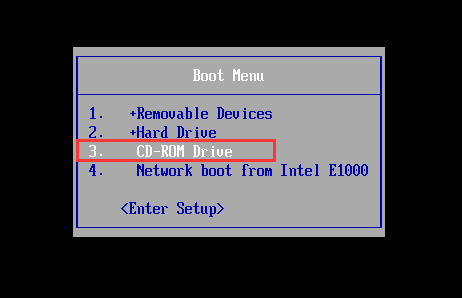 Boot Menu
1. +Removable Devices
2. +Hard Drive
3. CD-ROM Drive
4. Network boot from Intel E1000
<Enter Setup>